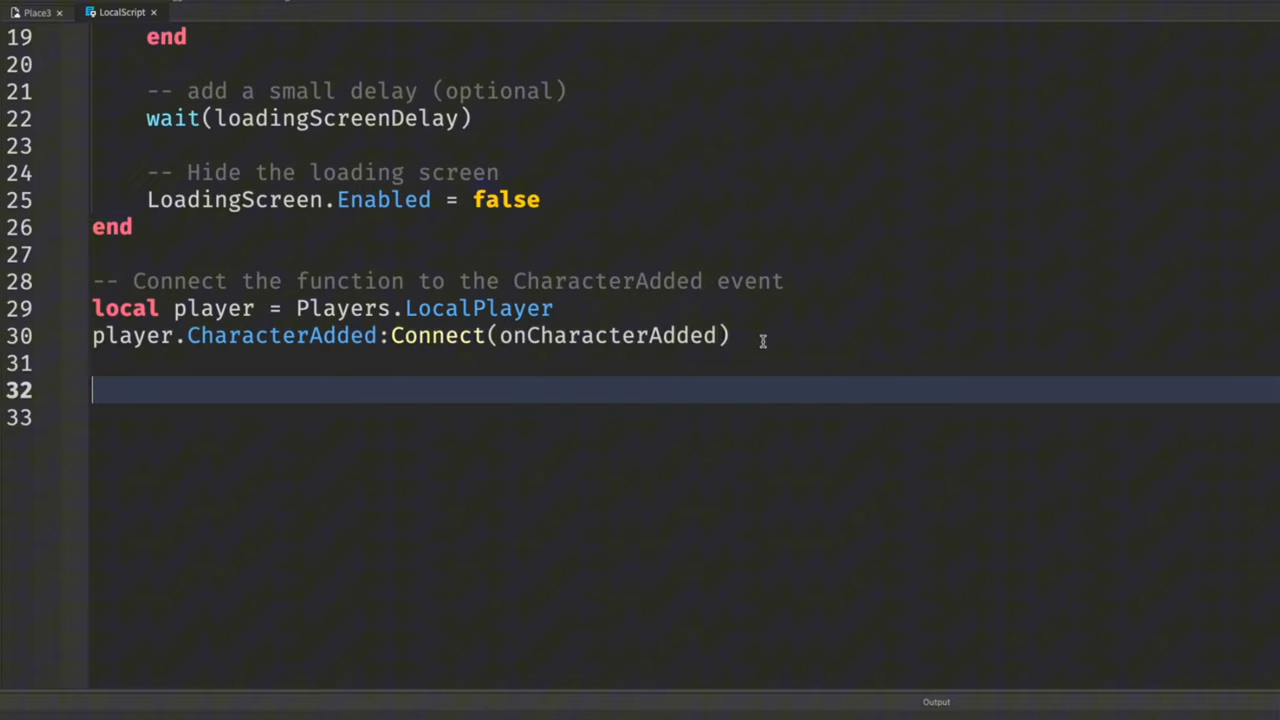 Place3 × LocalScript ×
19 end
20
21 -- add a small delay (optional)
22 wait(loadingScreenDelay)
23
24 -- Hide the loading screen
25 LoadingScreen.Enabled = false
26 end
27
28 -- Connect the function to the CharacterAdded event
29 local player = Players.LocalPlayer
30 player.CharacterAdded:Connect(onCharacterAdded)
31
32
33
Output